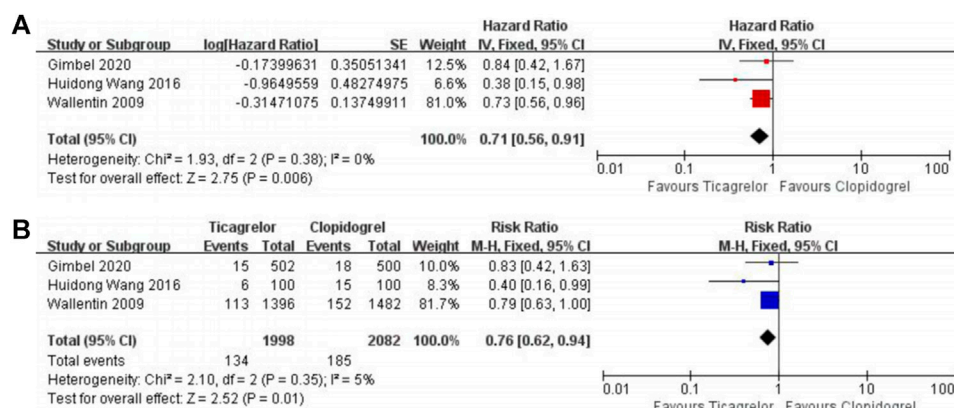 A
Hazard Ratio Hazard Ratio
Study or Subgroup log[Hazard Ratio] SE Weight IV, Fixed, 95% CI IV, Fixed, 95% CI
Gimbel 2020 -0.17399631 0.35051341 12.5% 0.84 [0.42, 1.67]
Huidong Wang 2016 -0.9649559 0.48274975 6.6% 0.38 [0.15, 0.98]
Wallentin 2009 -0.31471075 0.13749911 81.0% 0.73 [0.56, 0.96]
Total (95% CI) 100.0% 0.71 [0.56, 0.91]
Heterogeneity: Chi² = 1.93, df = 2 (P = 0.38); I² = 0%
Test for overall effect: Z = 2.75 (P = 0.006)
0.01 0.1 1 10 100
Favours Ticagrelor Favours Clopidogrel
B
Ticagrelor Clopidogrel Risk Ratio Risk Ratio
Study or Subgroup Events Total Events Total Weight M-H, Fixed, 95% CI M-H, Fixed, 95% CI
Gimbel 2020 15 502 18 500 10.0% 0.83 [0.42, 1.63]
Huidong Wang 2016 6 100 15 100 8.3% 0.40 [0.16, 0.99]
Wallentin 2009 113 1396 152 1482 81.7% 0.79 [0.63, 1.00]
Total (95% CI) 1998 2082 100.0% 0.76 [0.62, 0.94]
Total events 134 185
Heterogeneity: Chi² = 2.10, df = 2 (P = 0.35); I² = 5%
Test for overall effect: Z = 2.52 (P = 0.01)
0.01 0.1 1 10 100
Favours Ticagrelor Favours Clopidogrel